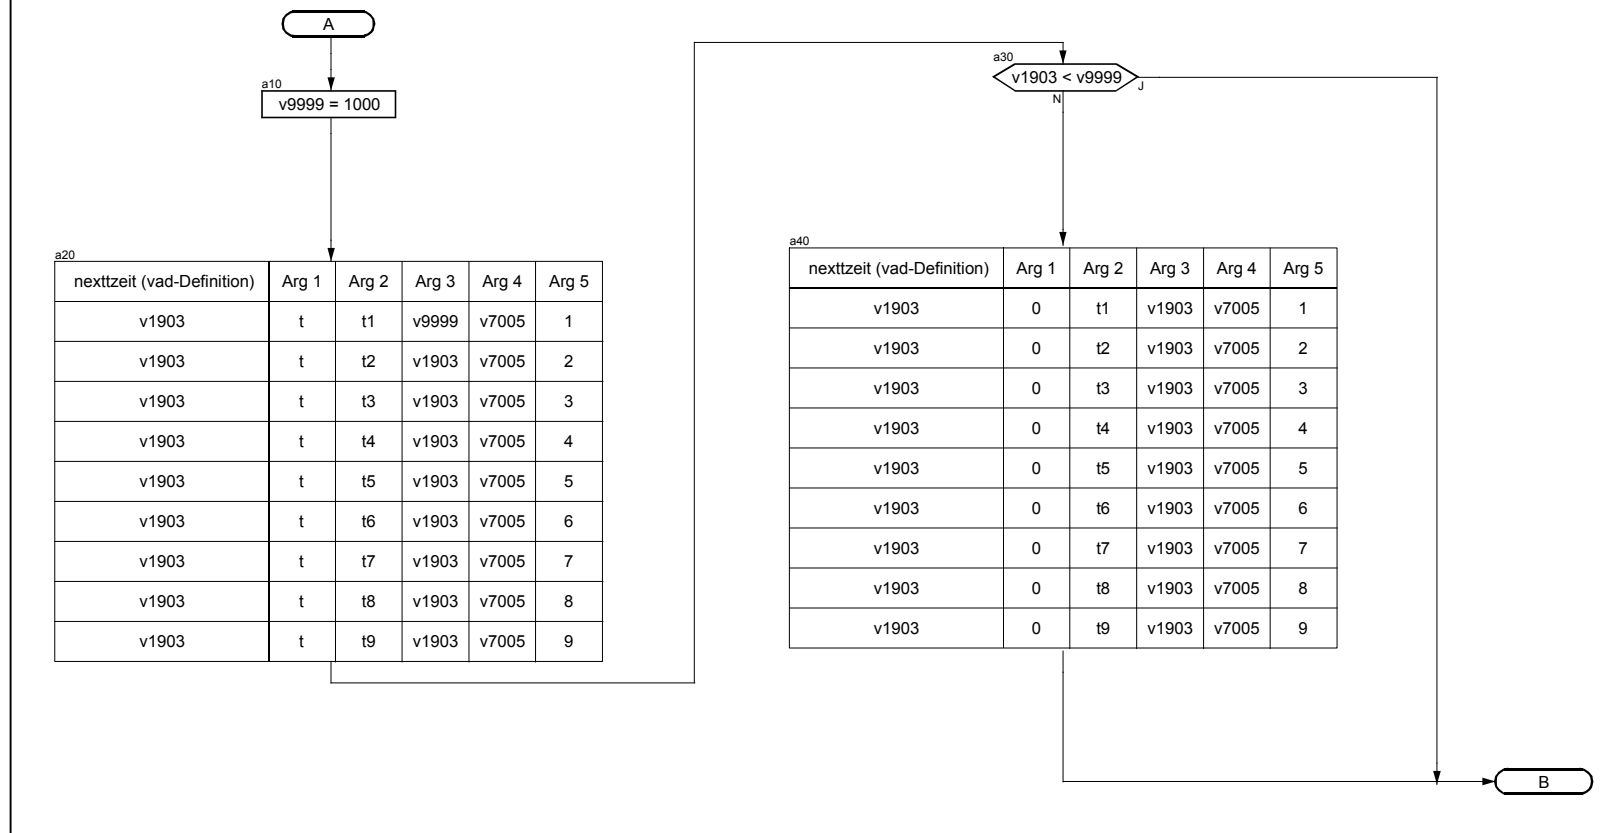 A
a10
v9999 = 1000
a20
nexttzeit (vad-Definition) Arg 1 Arg 2 Arg 3 Arg 4 Arg 5
v1903 t t1 v9999 v7005 1
v1903 t t2 v1903 v7005 2
v1903 t t3 v1903 v7005 3
v1903 t t4 v1903 v7005 4
v1903 t t5 v1903 v7005 5
v1903 t t6 v1903 v7005 6
v1903 t t7 v1903 v7005 7
v1903 t t8 v1903 v7005 8
v1903 t t9 v1903 v7005 9
a30
v1903 < v9999
N
J
a40
nexttzeit (vad-Definition) Arg 1 Arg 2 Arg 3 Arg 4 Arg 5
v1903 0 t1 v1903 v7005 1
v1903 0 t2 v1903 v7005 2
v1903 0 t3 v1903 v7005 3
v1903 0 t4 v1903 v7005 4
v1903 0 t5 v1903 v7005 5
v1903 0 t6 v1903 v7005 6
v1903 0 t7 v1903 v7005 7
v1903 0 t8 v1903 v7005 8
v1903 0 t9 v1903 v7005 9
B